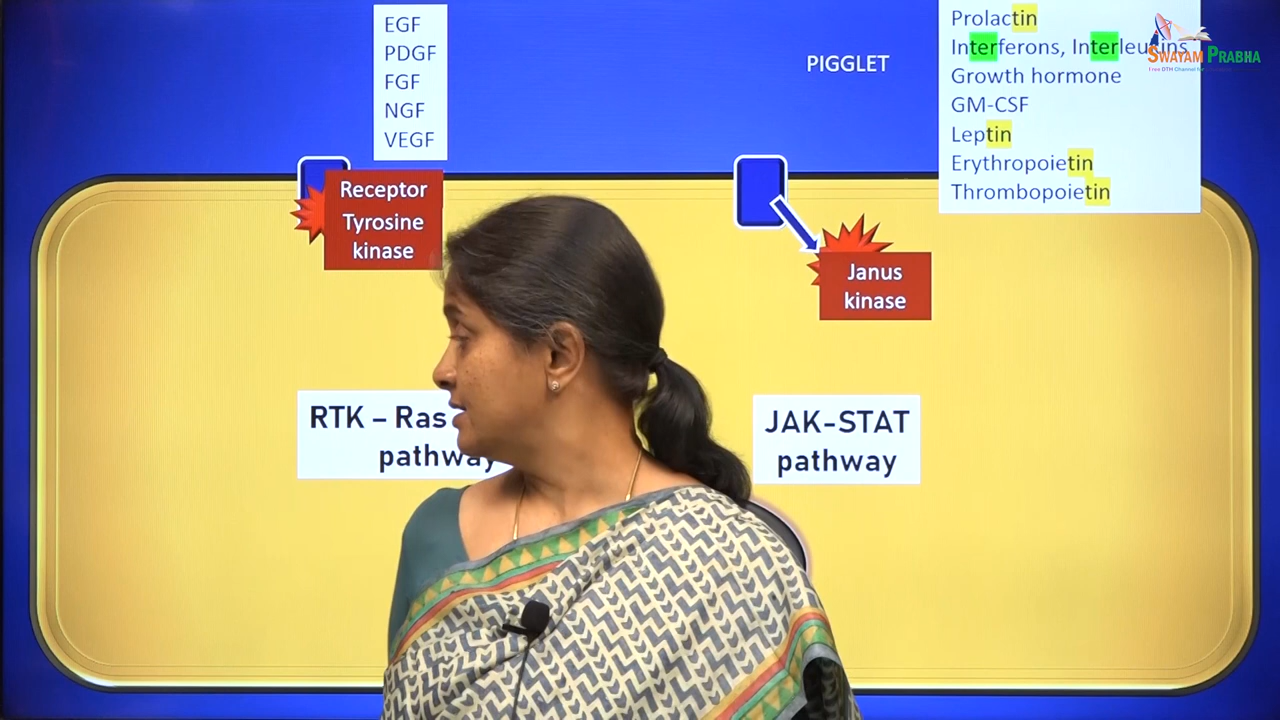 EGF
PDGF
FGF
NGF
VEGF
PIGGLET
Prolactin
Interferons, Interleukins
Growth hormone
GM-CSF
Leptin
Erythropoietin
Thrombopoietin
SWAYAM PRABHA
Receptor
Tyrosine
kinase
Janus
kinase
RTK – Ras
pathway
JAK-STAT
pathway